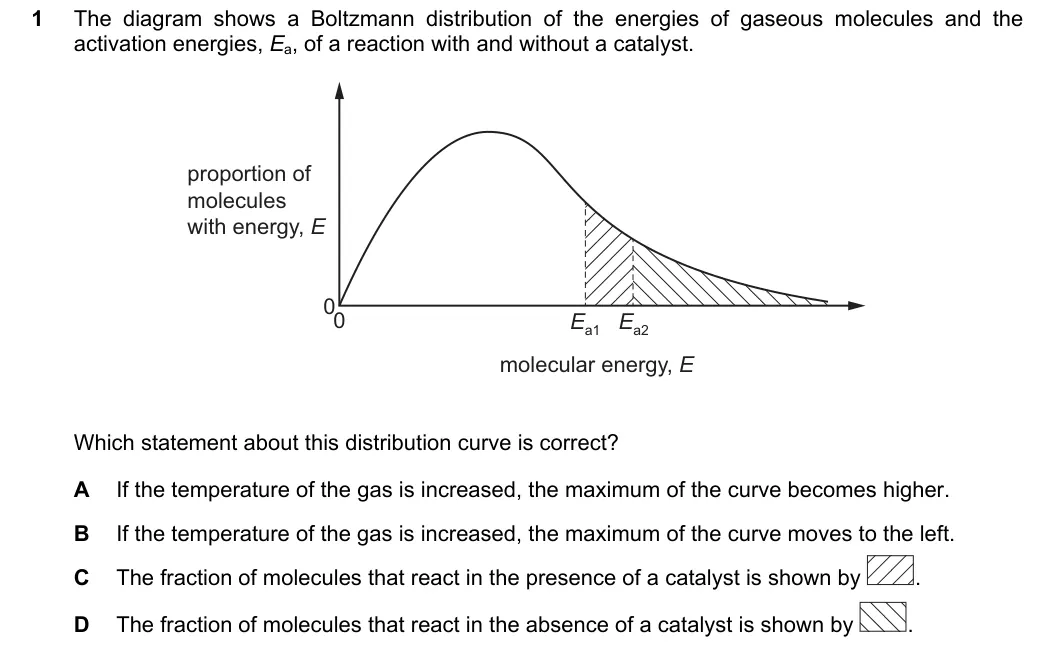 1 The diagram shows a Boltzmann distribution of the energies of gaseous molecules and the
activation energies, Ea, of a reaction with and without a catalyst.
proportion of
molecules
with energy, E
0
0
Ea1 Ea2
molecular energy, E
Which statement about this distribution curve is correct?
A If the temperature of the gas is increased, the maximum of the curve becomes higher.
B If the temperature of the gas is increased, the maximum of the curve moves to the left.
C The fraction of molecules that react in the presence of a catalyst is shown by .
D The fraction of molecules that react in the absence of a catalyst is shown by .